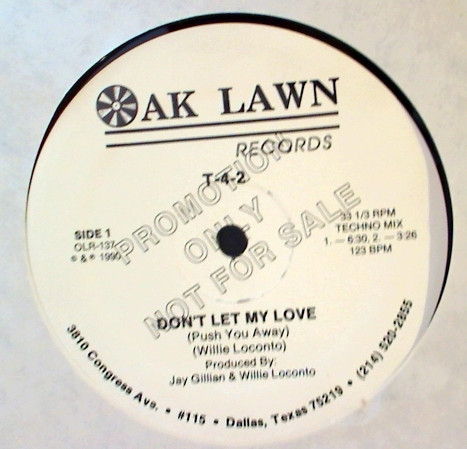 OAK LAWN
RECORDS
T-4-2
PROMOTION
ONLY
NOT FOR SALE
SIDE 1
OLR-137
© & ℗ 1990
33 1/3 RPM
TECHNO MIX
1. — 6:30, 2. — 3:26
123 BPM
DON'T LET MY LOVE
(Push You Away)
(Willie Loconto)
Produced By:
Jay Gillian & Willie Loconto
3810 Congress Ave. • #115 • Dallas, Texas 75219 • (214) 520-2855